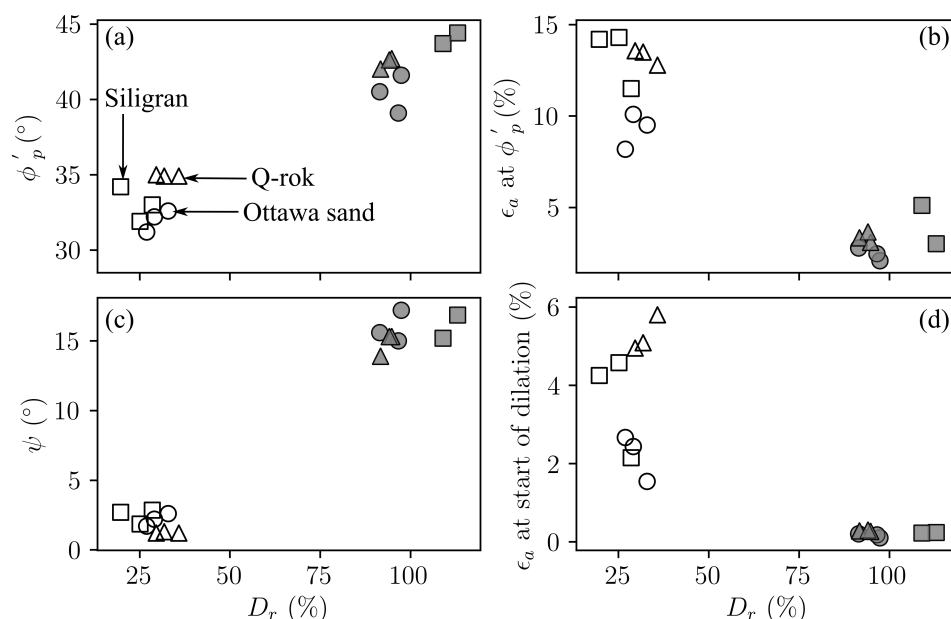 (a)
45
40
35
30
ϕ′p (°)
Siligran
Q-rok
Ottawa sand
(b)
15
10
5
ϵa at ϕ′p (%)
(c)
15
10
5
0
ψ (°)
25 50 75 100
Dr (%)
(d)
6
4
2
0
ϵa at start of dilation (%)
25 50 75 100
Dr (%)